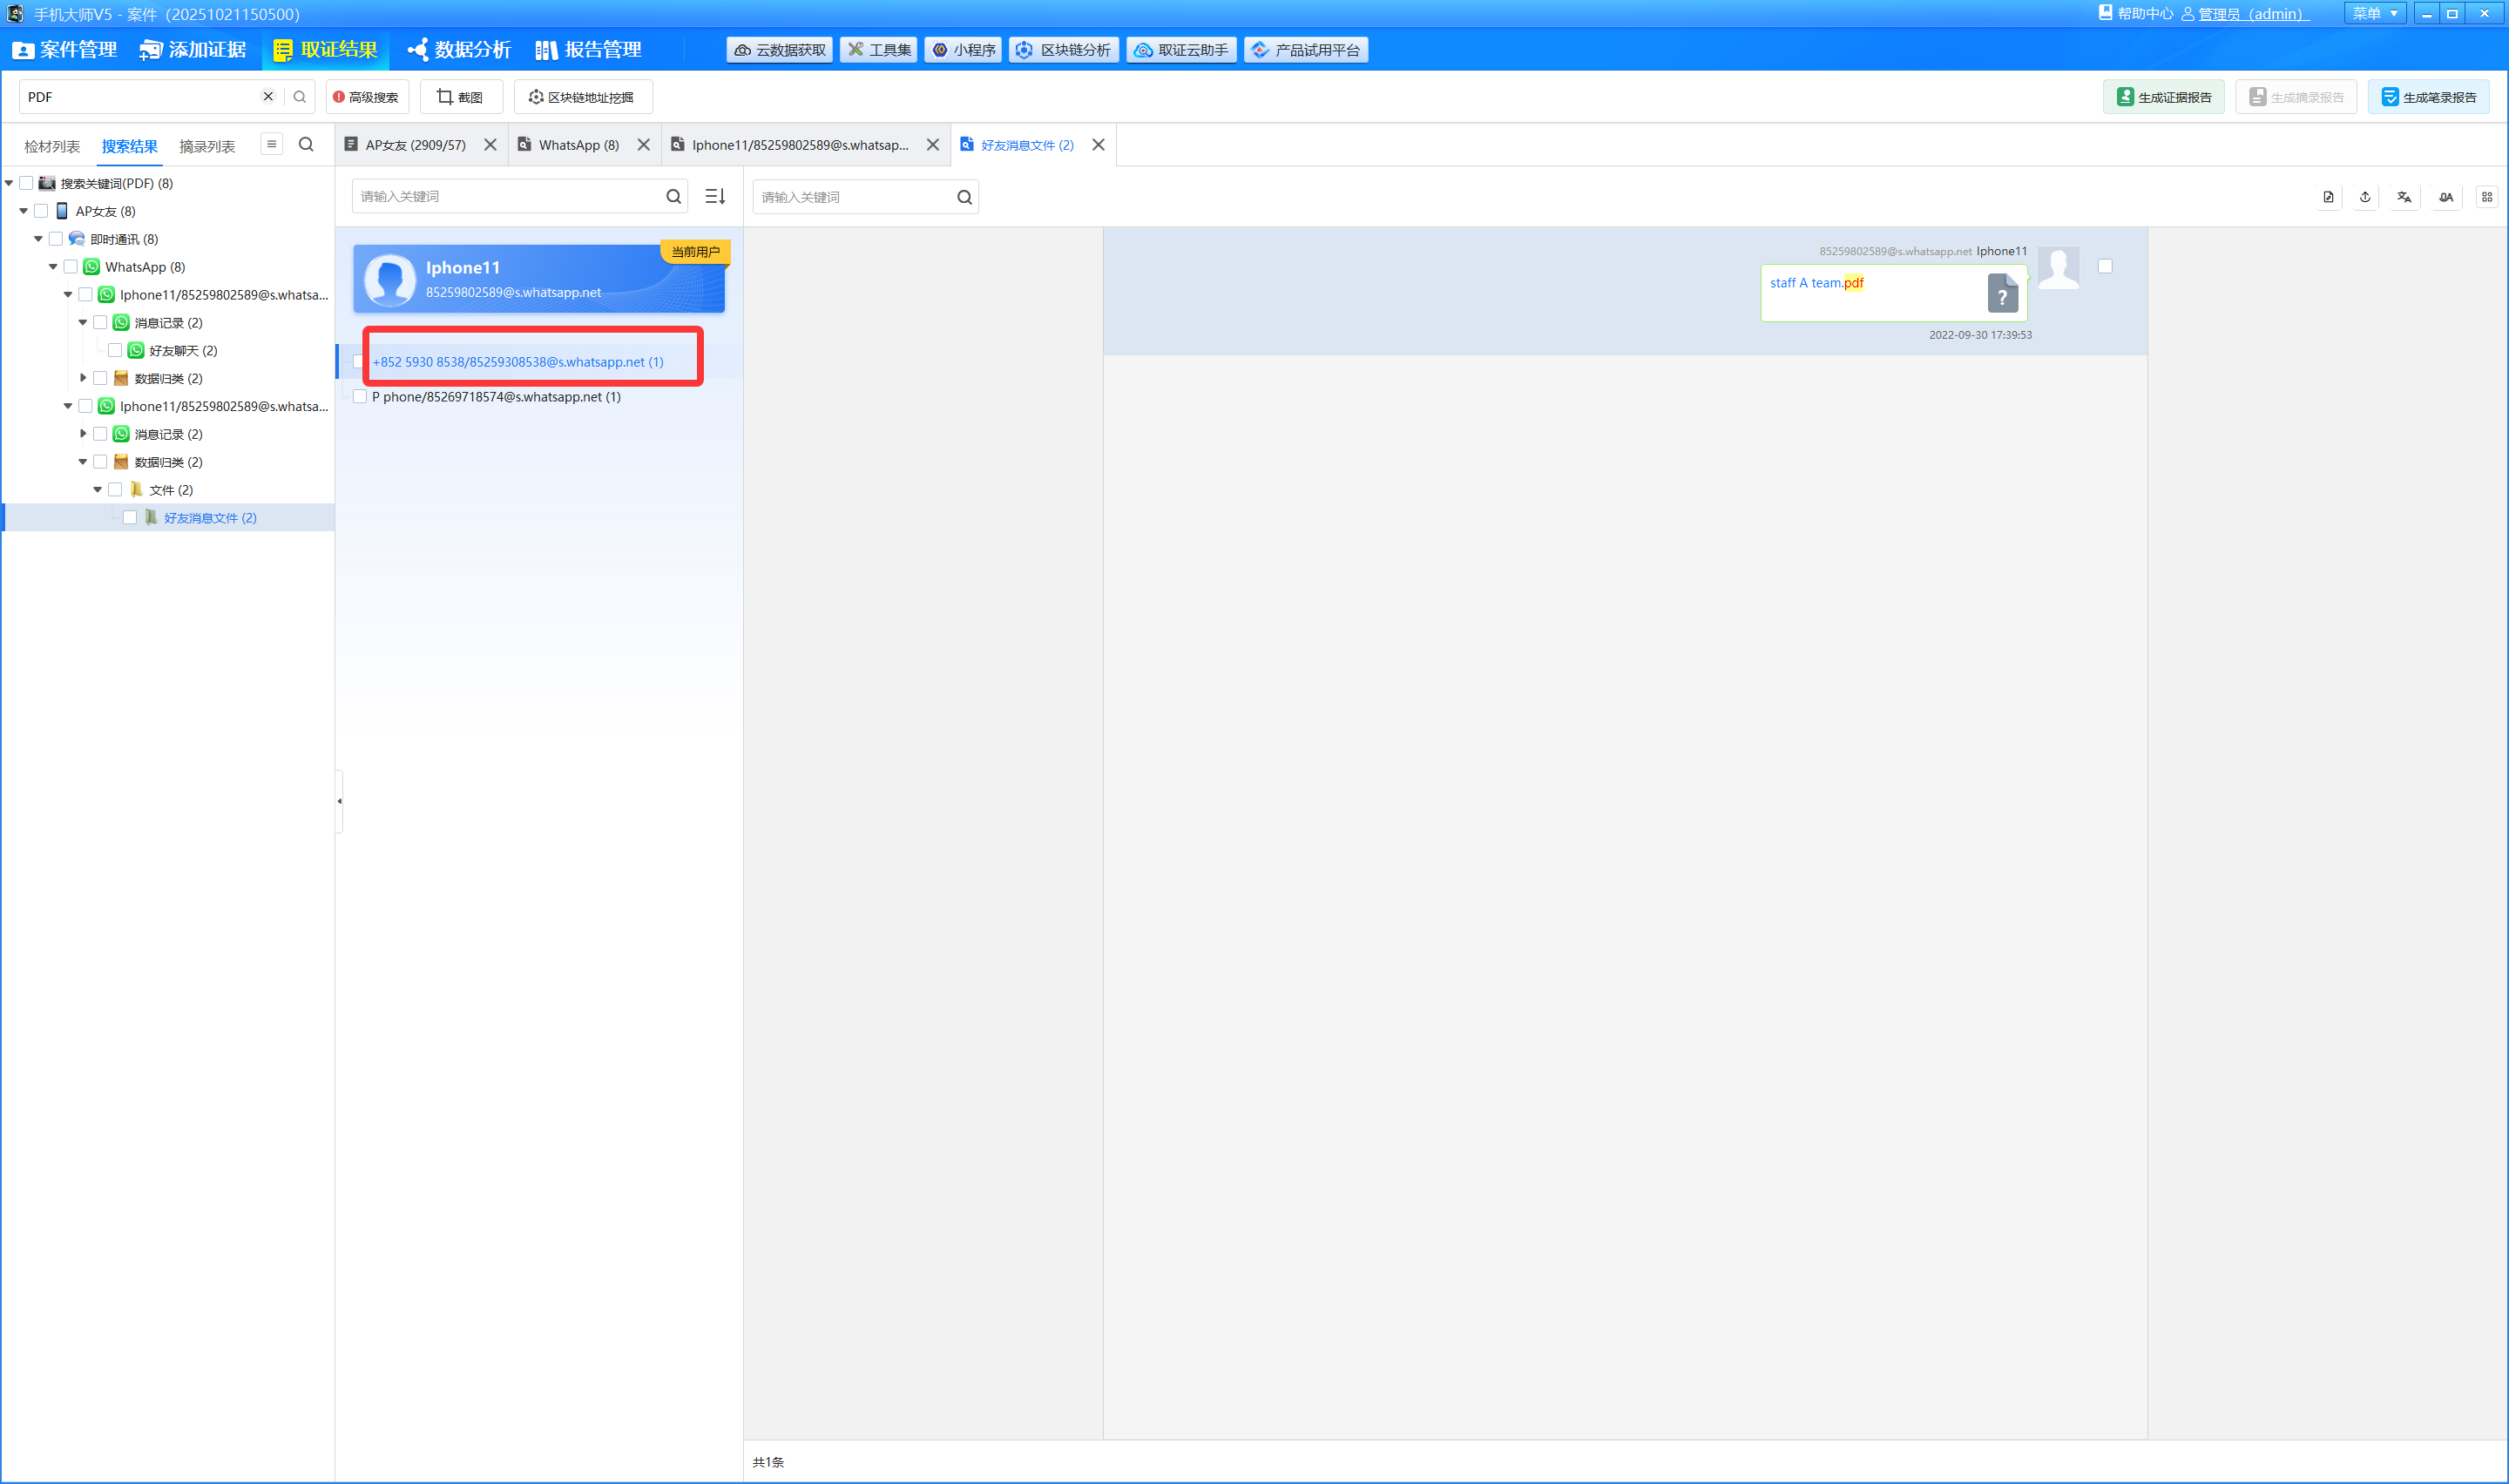 手机大师V5 - 案件（20251021150500）
帮助中心 管理员（admin） 菜单
案件管理 添加证据 取证结果 数据分析 报告管理 云数据获取 工具集 小程序 区块链分析 取证云助手 产品试用平台
PDF 高级搜索 截图 区块链地址挖掘 生成证据报告 生成摘录报告 生成笔录报告
检材列表 搜索结果 摘录列表
AP女友 (2909/57) WhatsApp (8) Iphone11/85259802589@s.whatsap... 好友消息文件 (2)
搜索关键词(PDF) (8)
AP女友 (8)
即时通讯 (8)
WhatsApp (8)
Iphone11/85259802589@s.whatsa...
消息记录 (2)
好友聊天 (2)
数据归类 (2)
Iphone11/85259802589@s.whatsa...
消息记录 (2)
数据归类 (2)
文件 (2)
好友消息文件 (2)
请输入关键词
当前用户
Iphone11
85259802589@s.whatsapp.net
+852 5930 8538/85259308538@s.whatsapp.net (1)
P phone/85269718574@s.whatsapp.net (1)
请输入关键词
85259802589@s.whatsapp.net Iphone11
staff A team.pdf
?
2022-09-30 17:39:53
共1条